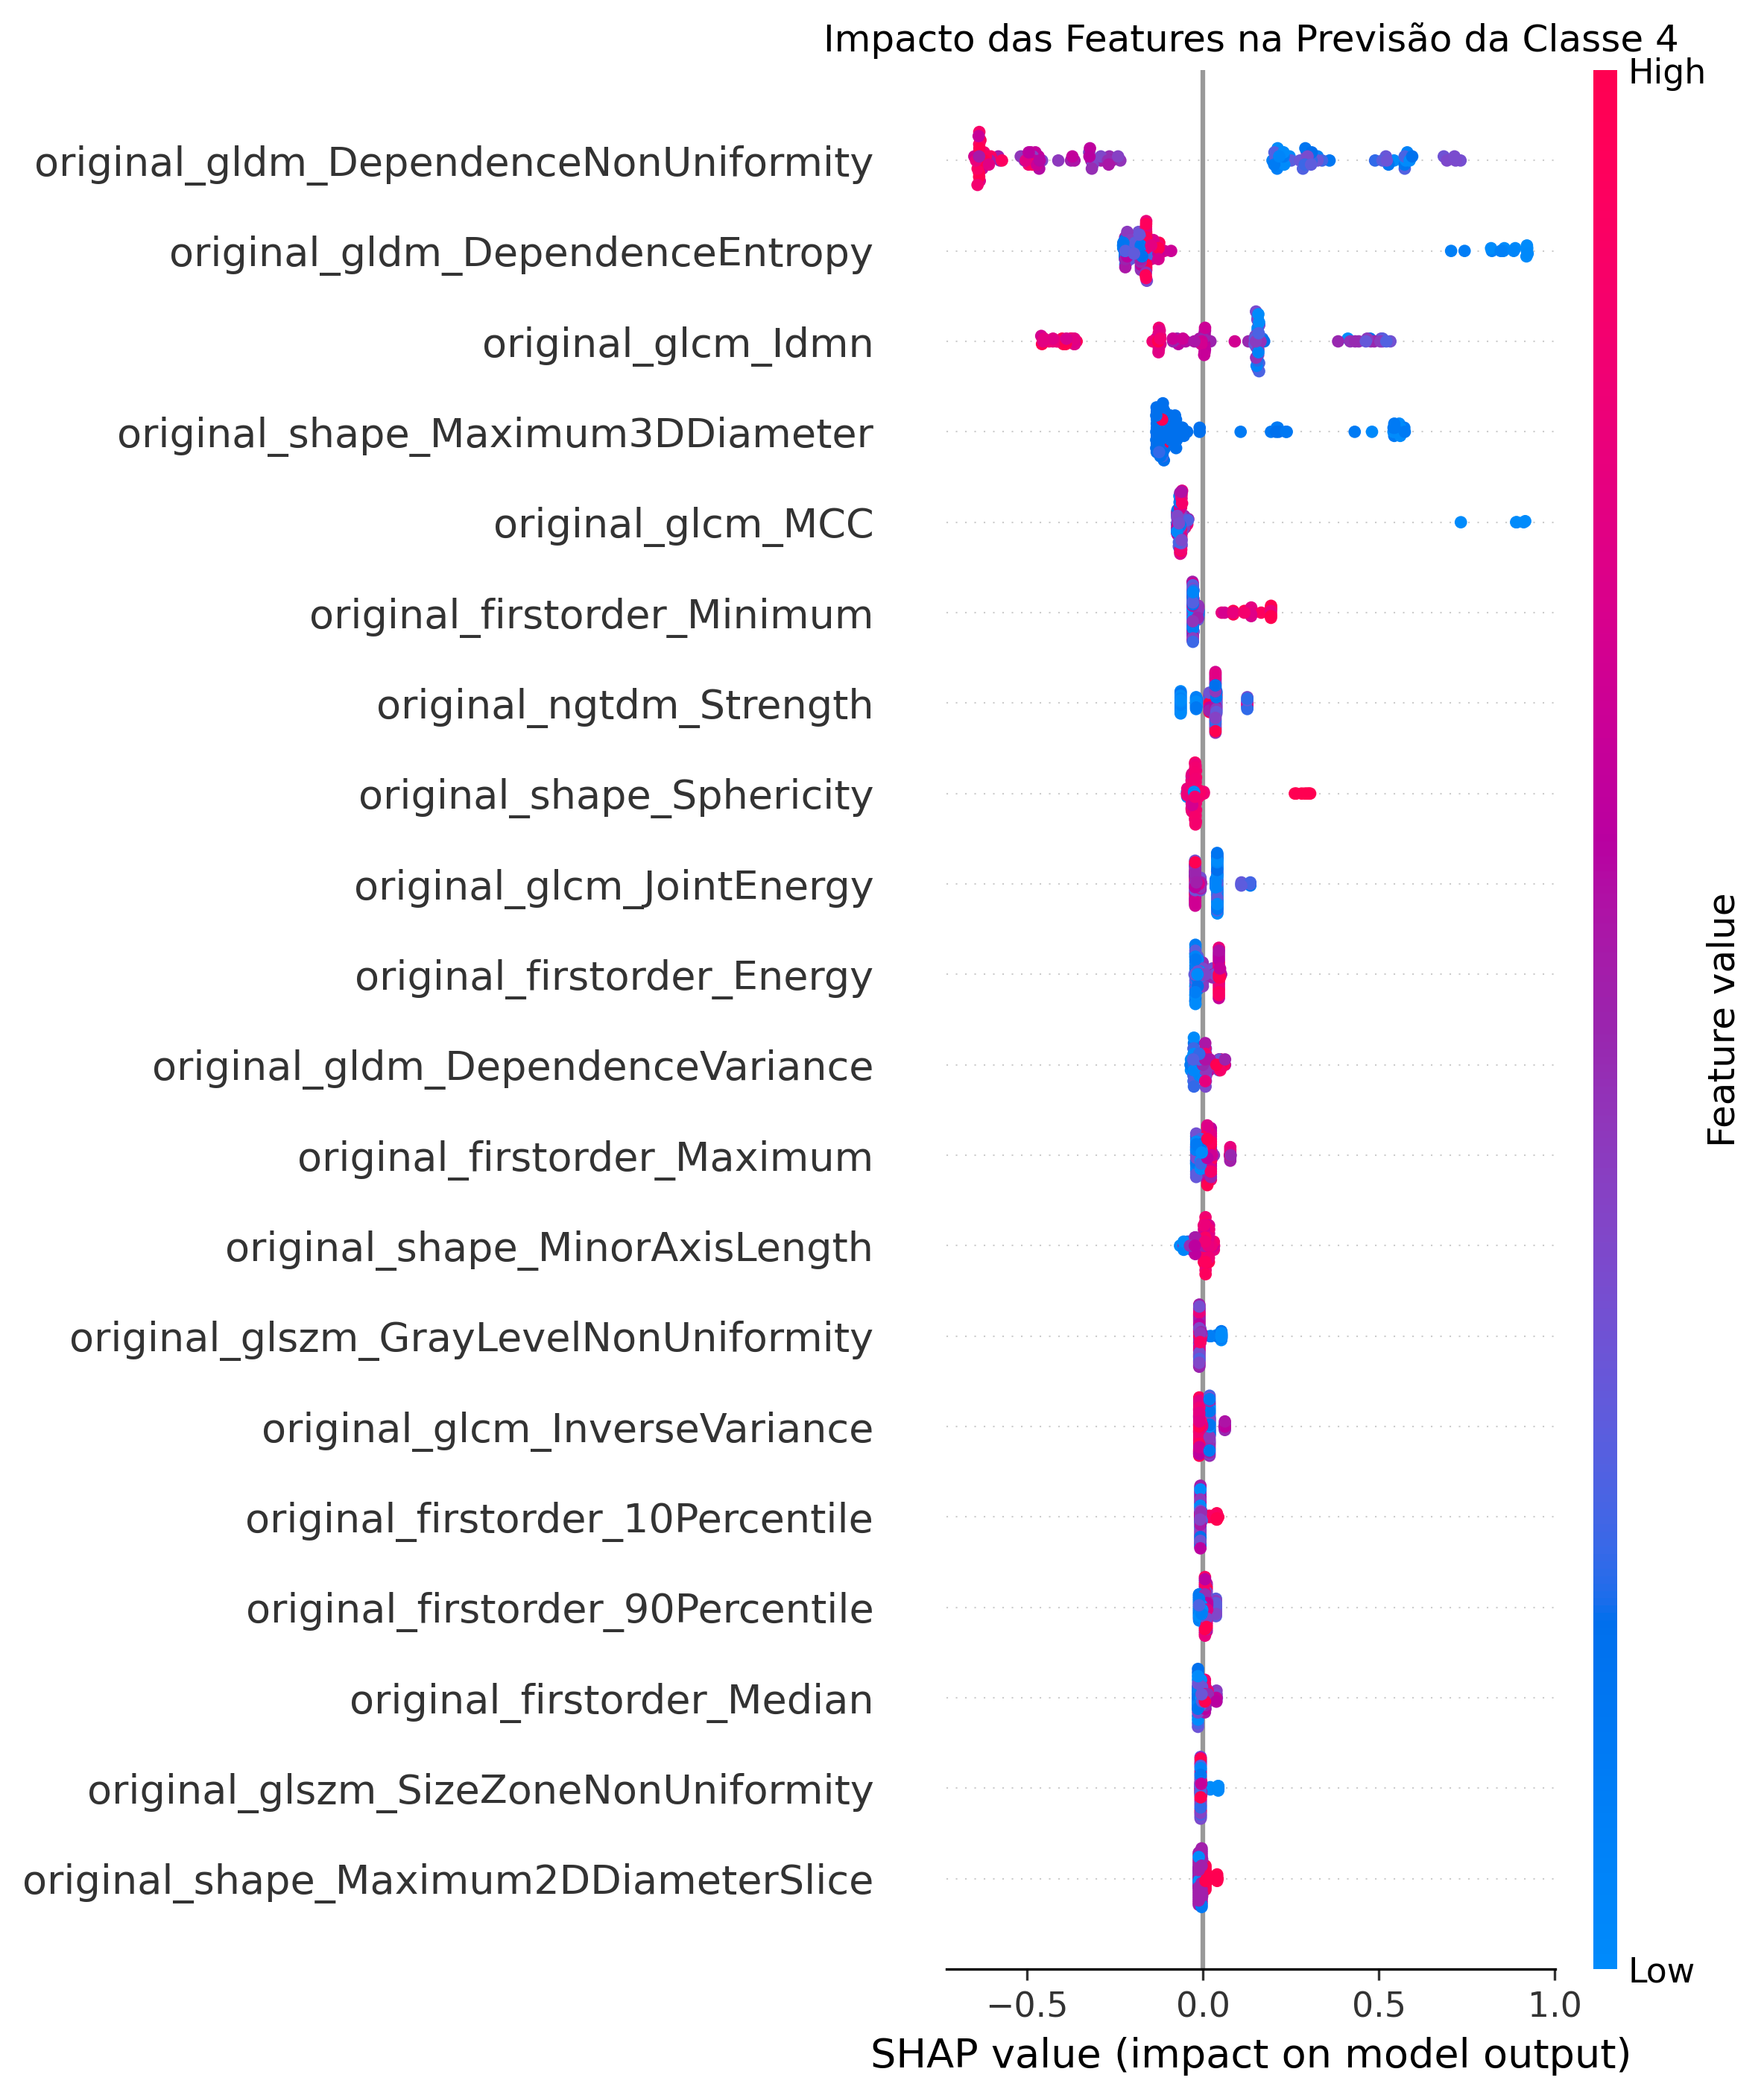 Impacto das Features na Previsão da Classe 4
High
original_gldm_DependenceNonUniformity
original_gldm_DependenceEntropy
original_glcm_Idmn
original_shape_Maximum3DDiameter
original_glcm_MCC
original_firstorder_Minimum
original_ngtdm_Strength
original_shape_Sphericity
original_glcm_JointEnergy
original_firstorder_Energy
original_gldm_DependenceVariance
original_firstorder_Maximum
original_shape_MinorAxisLength
original_glszm_GrayLevelNonUniformity
original_glcm_InverseVariance
original_firstorder_10Percentile
original_firstorder_90Percentile
original_firstorder_Median
original_glszm_SizeZoneNonUniformity
original_shape_Maximum2DDiameterSlice
Feature value
Low
−0.5 0.0 0.5 1.0
SHAP value (impact on model output)